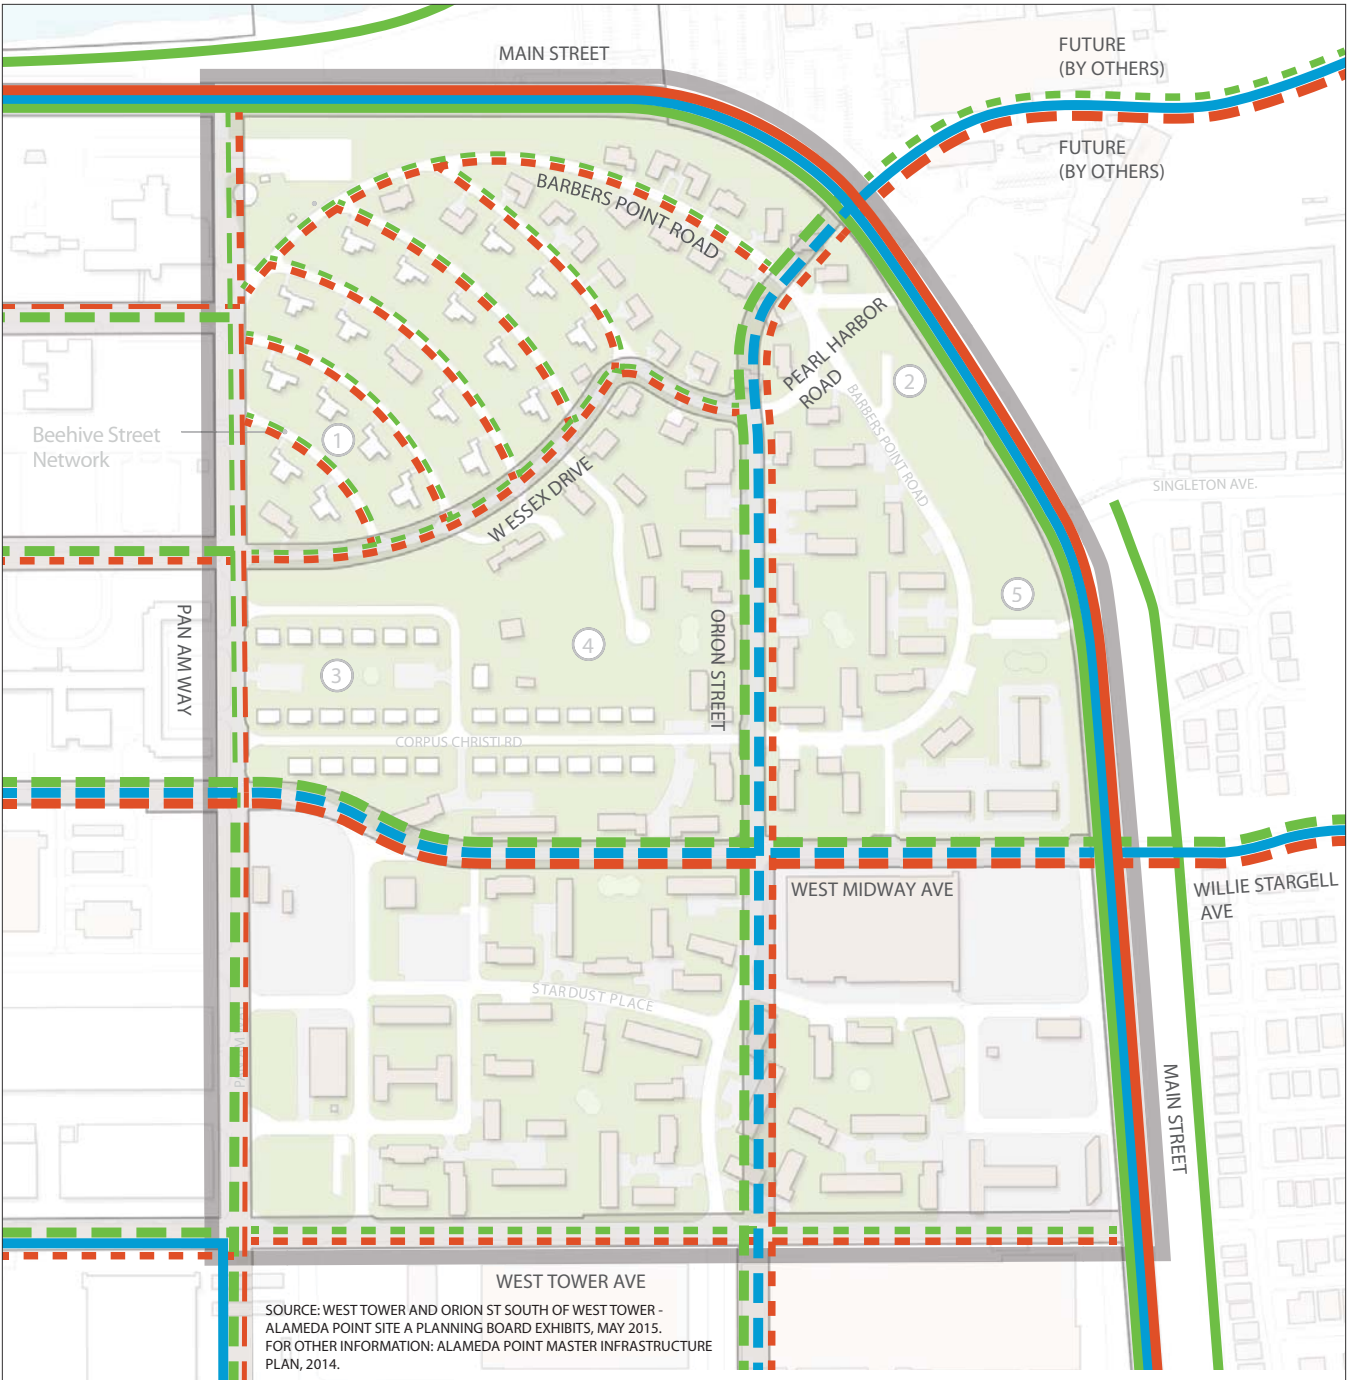 MAIN STREET
FUTURE
(BY OTHERS)
FUTURE
(BY OTHERS)
BARBERS POINT ROAD
PEARL HARBOR
ROAD
2
BARBERS POINT ROAD
Beehive Street
Network
1
W ESSEX DRIVE
SINGLETON AVE.
5
PAN AM WAY
ORION STREET
4
3
CORPUS CHRISTI RD
WEST MIDWAY AVE
WILLIE STARGELL
AVE
STARDUST PLACE
MAIN STREET
WEST TOWER AVE
SOURCE: WEST TOWER AND ORION ST SOUTH OF WEST TOWER -
ALAMEDA POINT SITE A PLANNING BOARD EXHIBITS, MAY 2015.
FOR OTHER INFORMATION: ALAMEDA POINT MASTER INFRASTRUCTURE
PLAN, 2014.